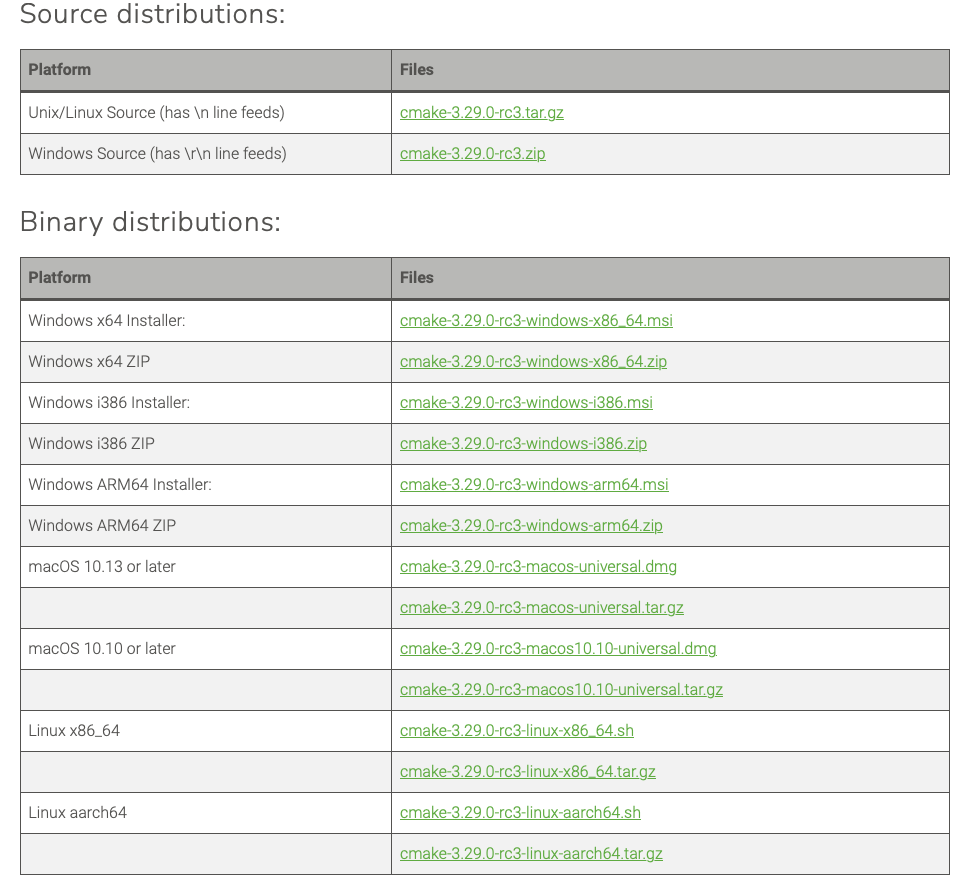 Source distributions:
Platform Files
Unix/Linux Source (has \n line feeds) cmake-3.29.0-rc3.tar.gz
Windows Source (has \r\n line feeds) cmake-3.29.0-rc3.zip
Binary distributions:
Platform Files
Windows x64 Installer: cmake-3.29.0-rc3-windows-x86_64.msi
Windows x64 ZIP cmake-3.29.0-rc3-windows-x86_64.zip
Windows i386 Installer: cmake-3.29.0-rc3-windows-i386.msi
Windows i386 ZIP cmake-3.29.0-rc3-windows-i386.zip
Windows ARM64 Installer: cmake-3.29.0-rc3-windows-arm64.msi
Windows ARM64 ZIP cmake-3.29.0-rc3-windows-arm64.zip
macOS 10.13 or later cmake-3.29.0-rc3-macos-universal.dmg
cmake-3.29.0-rc3-macos-universal.tar.gz
macOS 10.10 or later cmake-3.29.0-rc3-macos10.10-universal.dmg
cmake-3.29.0-rc3-macos10.10-universal.tar.gz
Linux x86_64 cmake-3.29.0-rc3-linux-x86_64.sh
cmake-3.29.0-rc3-linux-x86_64.tar.gz
Linux aarch64 cmake-3.29.0-rc3-linux-aarch64.sh
cmake-3.29.0-rc3-linux-aarch64.tar.gz